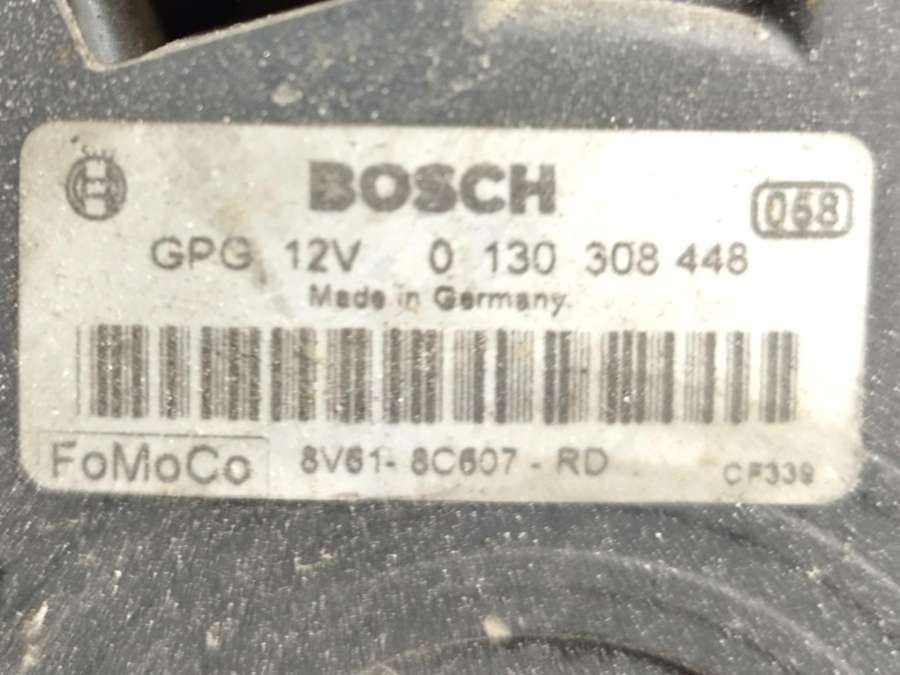 BOSCH
068
GPG 12V 0 130 308 448
Made in Germany
FoMoCo 8V61-8C607-RD CF339